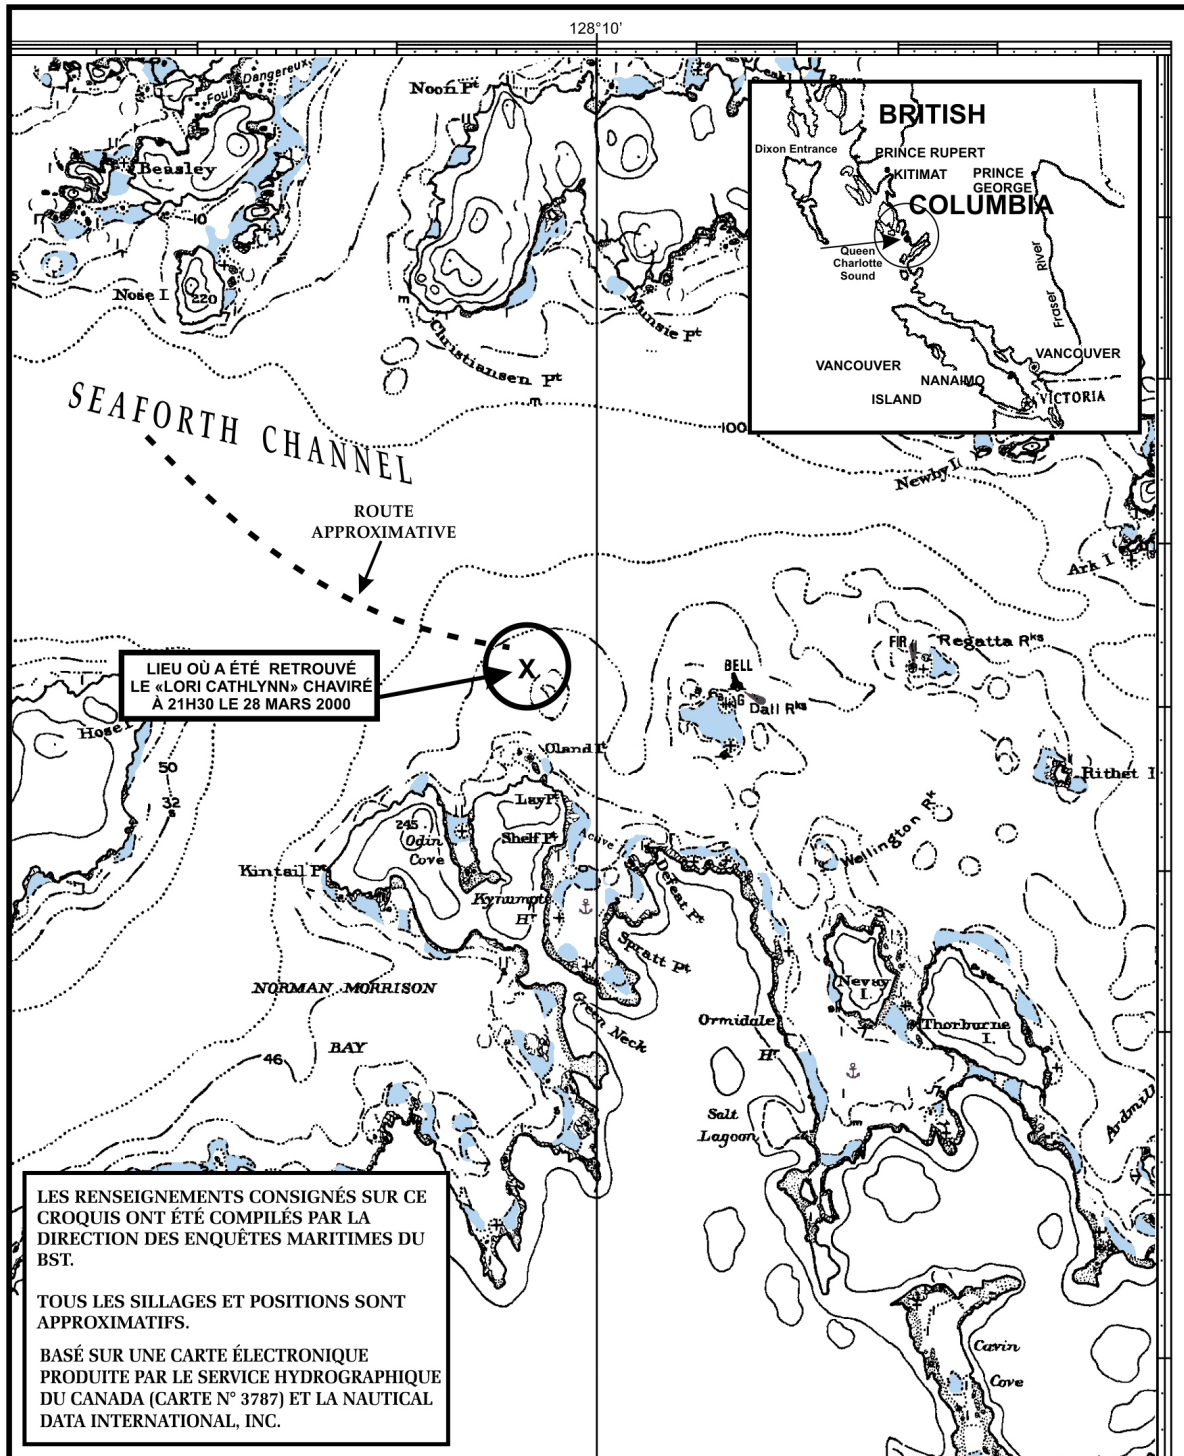 128°10'
Foul
Dangereux
Noon Pt
Beasley
10
Nose I
220
Christiansen Pt
m
m
Munsie Pt
BRITISH
COLUMBIA
Dixon Entrance
PRINCE RUPERT
KITIMAT
PRINCE
GEORGE
Queen
Charlotte
Sound
Fraser River
VANCOUVER
ISLAND
NANAIMO
VANCOUVER
VICTORIA
SEAFORTH CHANNEL
100
Newby I
Ark I
ROUTE
APPROXIMATIVE
FIR
Regatta Rks
BELL
G
Dall Rks
LIEU OÙ A ÉTÉ RETROUVÉ
LE «LORI CATHLYNN» CHAVIRÉ
À 21H30 LE 28 MARS 2000
X
50
32
Oland Pt
Rithet I
Lay Pt
245
Odin
Cove
Shelf Pt
Wellington Rk
Kintail Pt
Kynumpt
Hr
Defeat Pt
Spratt Pt
NORMAN MORRISON
BAY
46
Green Neck
Nevay
I.
Thorburne
I.
Ormidale
Hr
Salt
Lagoon
m
Cavin
Cove
LES RENSEIGNEMENTS CONSIGNÉS SUR CE
CROQUIS ONT ÉTÉ COMPILÉS PAR LA
DIRECTION DES ENQUÊTES MARITIMES DU
BST.
TOUS LES SILLAGES ET POSITIONS SONT
APPROXIMATIFS.
BASÉ SUR UNE CARTE ÉLECTRONIQUE
PRODUITE PAR LE SERVICE HYDROGRAPHIQUE
DU CANADA (CARTE N° 3787) ET LA NAUTICAL
DATA INTERNATIONAL, INC.